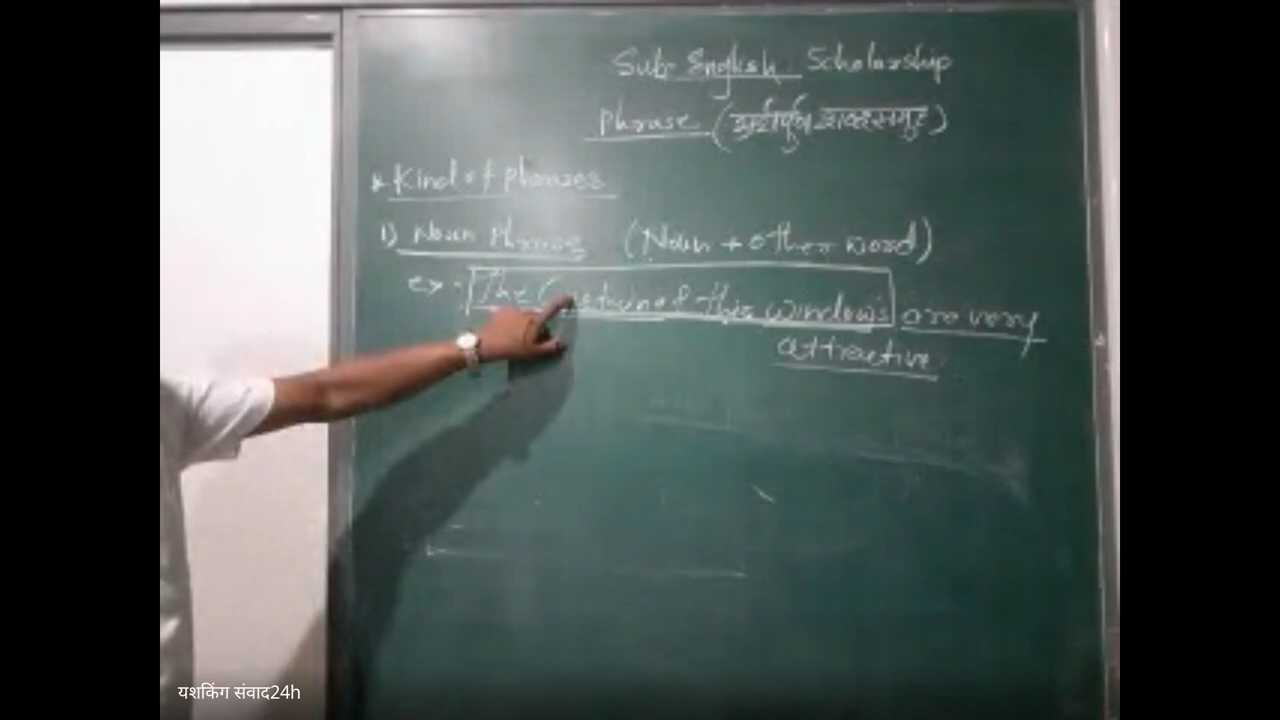 Sub- English Scholarship
Phrase (अर्थपूर्ण शब्दसमुह)
* Kind of phrases
1) Noun Phrase (Noun + other word)
ex :- The of this windows are very
attractive
यशकिंग संवाद24h